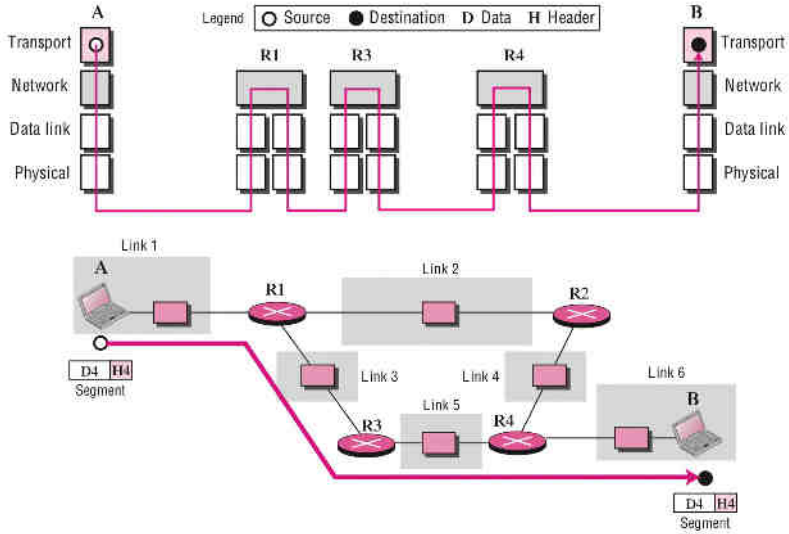 A
Legend
Source
Destination
D Data
H Header
B
Transport
Network
Data link
Physical
R1
R3
R4
Transport
Network
Data link
Physical
Link 1
A
R1
Link 2
R2
D4 H4
Segment
Link 3
Link 4
Link 6
R3
Link 5
R4
B
D4 H4
Segment